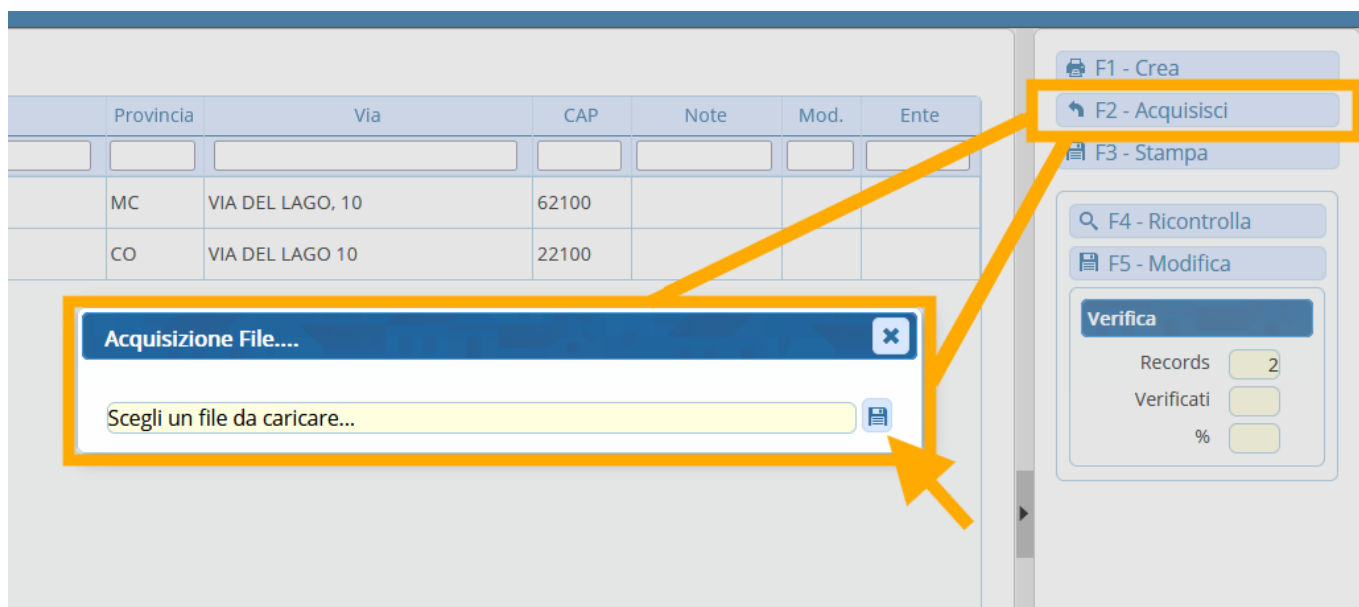 F1 - Crea
Provincia Via CAP Note Mod. Ente
F2 - Acquisisci
F3 - Stampa
MC VIA DEL LAGO, 10 62100
F4 - Ricontrolla
CO VIA DEL LAGO 10 22100
F5 - Modifica
Verifica
Acquisizione File....
Records 2
Verificati
Scegli un file da caricare...
%